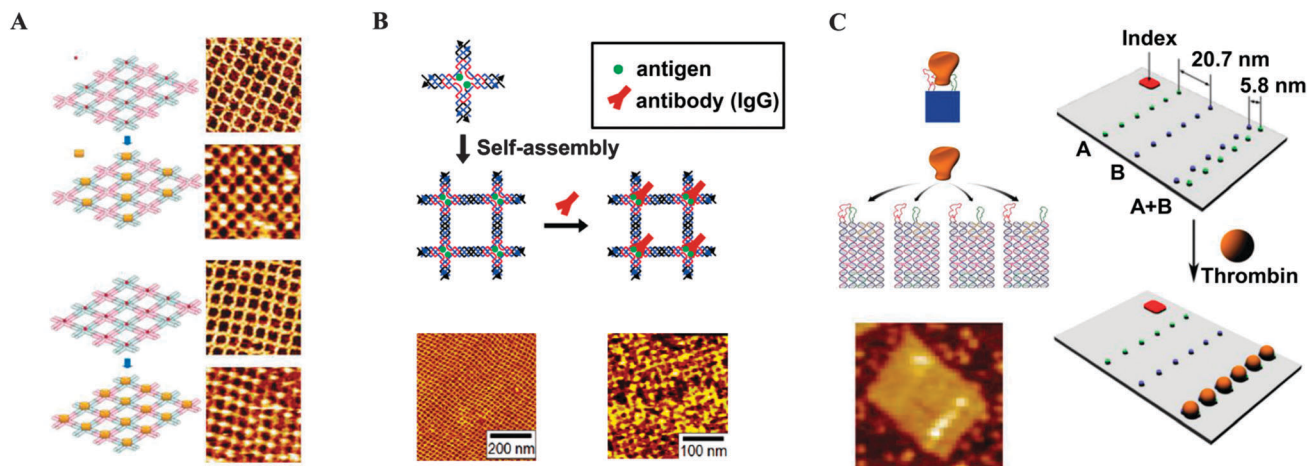 A
B
antigen
antibody (IgG)
Self-assembly
200 nm
100 nm
C
Index
20.7 nm
5.8 nm
A
B
A+B
Thrombin